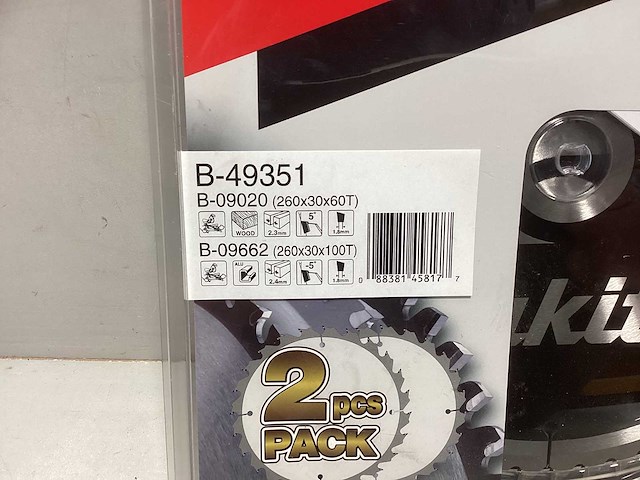 B-49351
B-09020 (260x30x60T)
WOOD 2.3mm 5° 1.8mm
B-09662 (260x30x100T)
ALU 2.4mm -5° 1.8mm
0 88381 45817 7
akita
2 pcs
PACK